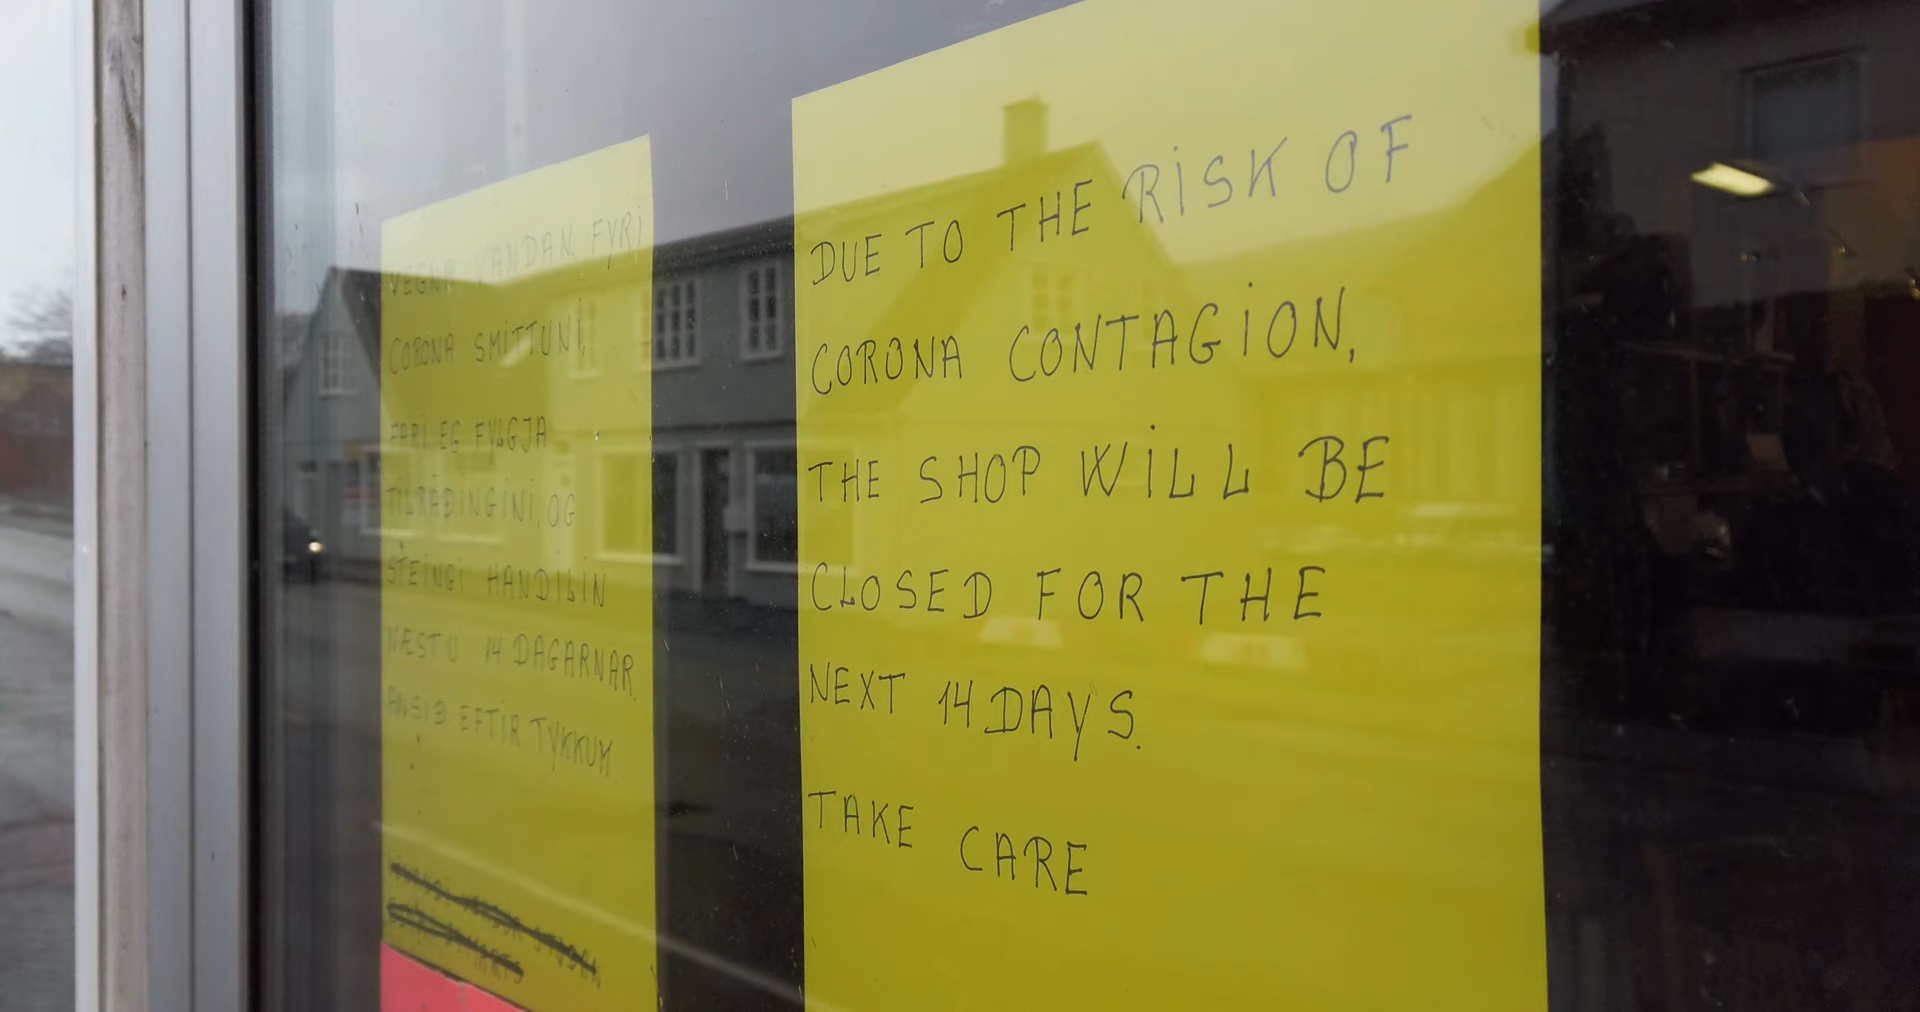 VEGNA VANDAN FYRI
CORONA SMITTUNI,
FARI EG FYLGJA
TILRÁÐINGINI, OG
STEINGI HANDILIN
NÆSTU 14 DAGARNAR.
ANSIÐ EFTIR TYKKUM
!
DUE TO THE RISK OF
CORONA CONTAGION,
THE SHOP WILL BE
CLOSED FOR THE
NEXT 14 DAYS.
TAKE CARE